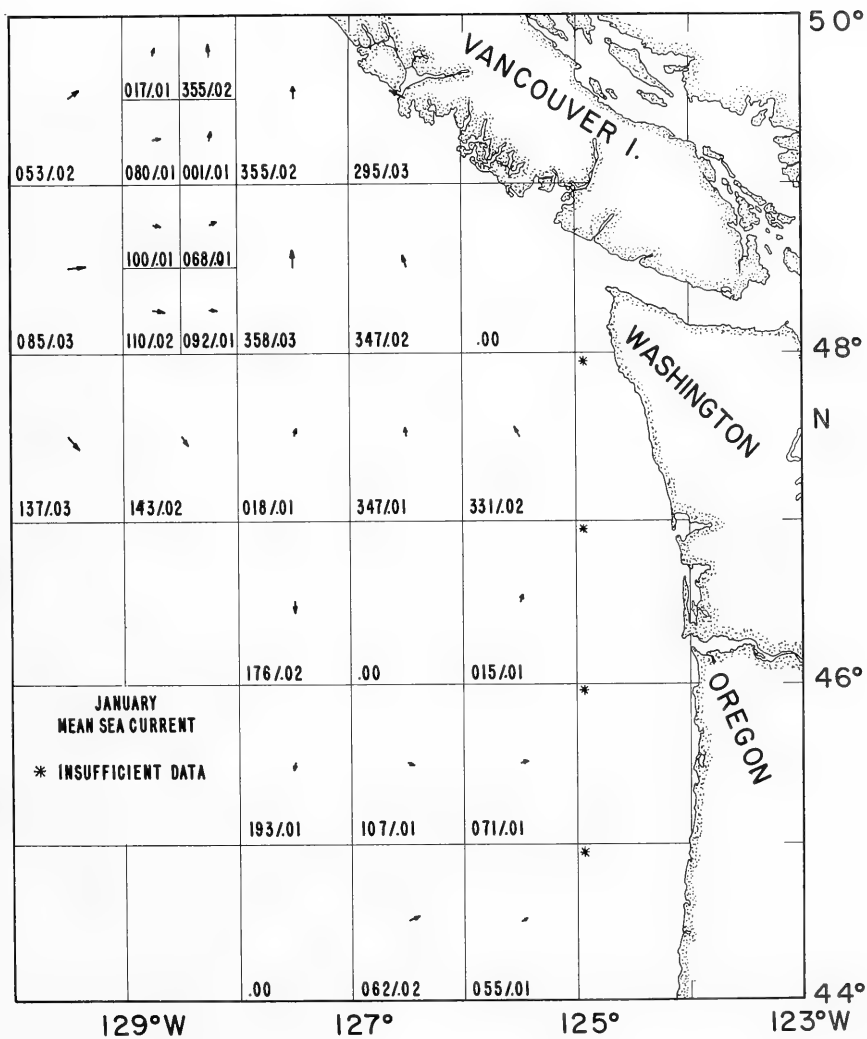 50°
VANCOUVER I.
017/.01 355/.02
053/.02 080/.01 001/.01 355/.02 295/.03
100/.01 068/.01
085/.03 110/.02 092/.01 358/.03 347/.02 .00
48°
WASHINGTON
N
137/.03 143/.02 018/.01 347/.01 331/.02
176/.02 .00 015/.01
46°
OREGON
JANUARY
MEAN SEA CURRENT
* INSUFFICIENT DATA
193/.01 107/.01 071/.01
.00 062/.02 055/.01
44°
129°W 127° 125° 123°W